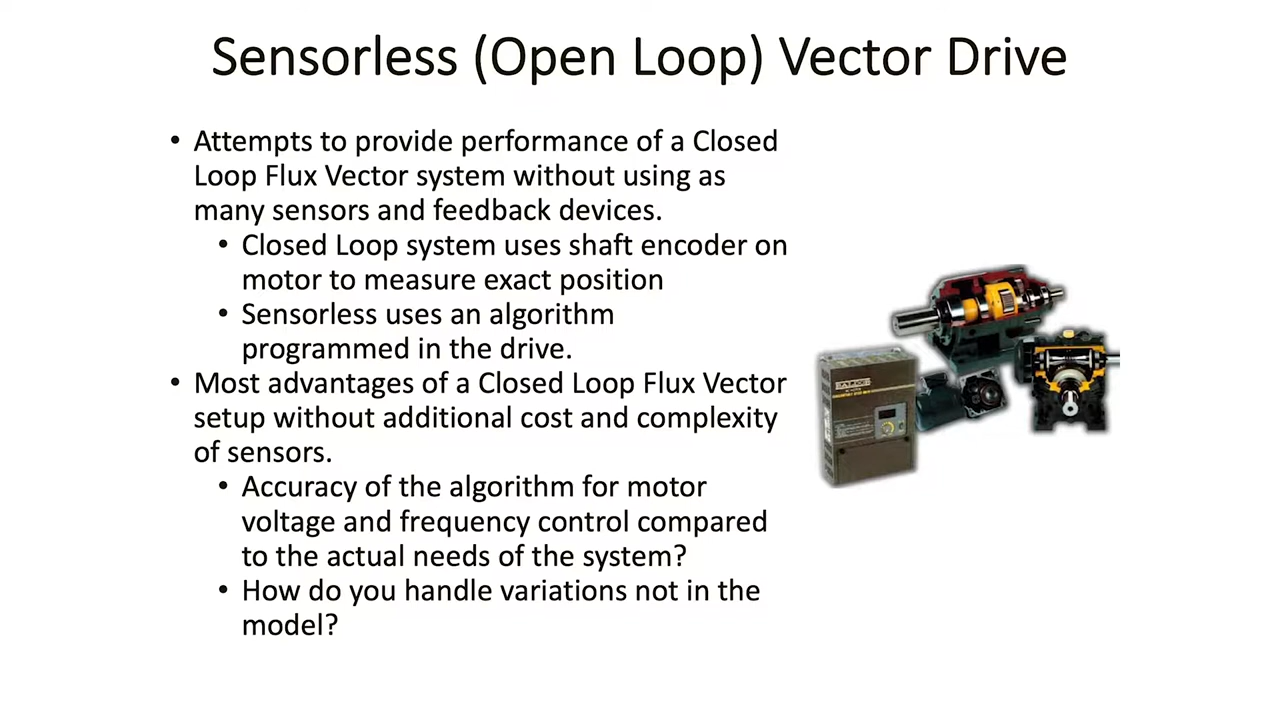 Sensorless (Open Loop) Vector Drive
• Attempts to provide performance of a Closed
Loop Flux Vector system without using as
many sensors and feedback devices.
• Closed Loop system uses shaft encoder on
motor to measure exact position
• Sensorless uses an algorithm
programmed in the drive.
• Most advantages of a Closed Loop Flux Vector
setup without additional cost and complexity
of sensors.
• Accuracy of the algorithm for motor
voltage and frequency control compared
to the actual needs of the system?
• How do you handle variations not in the
model?
BALDOR